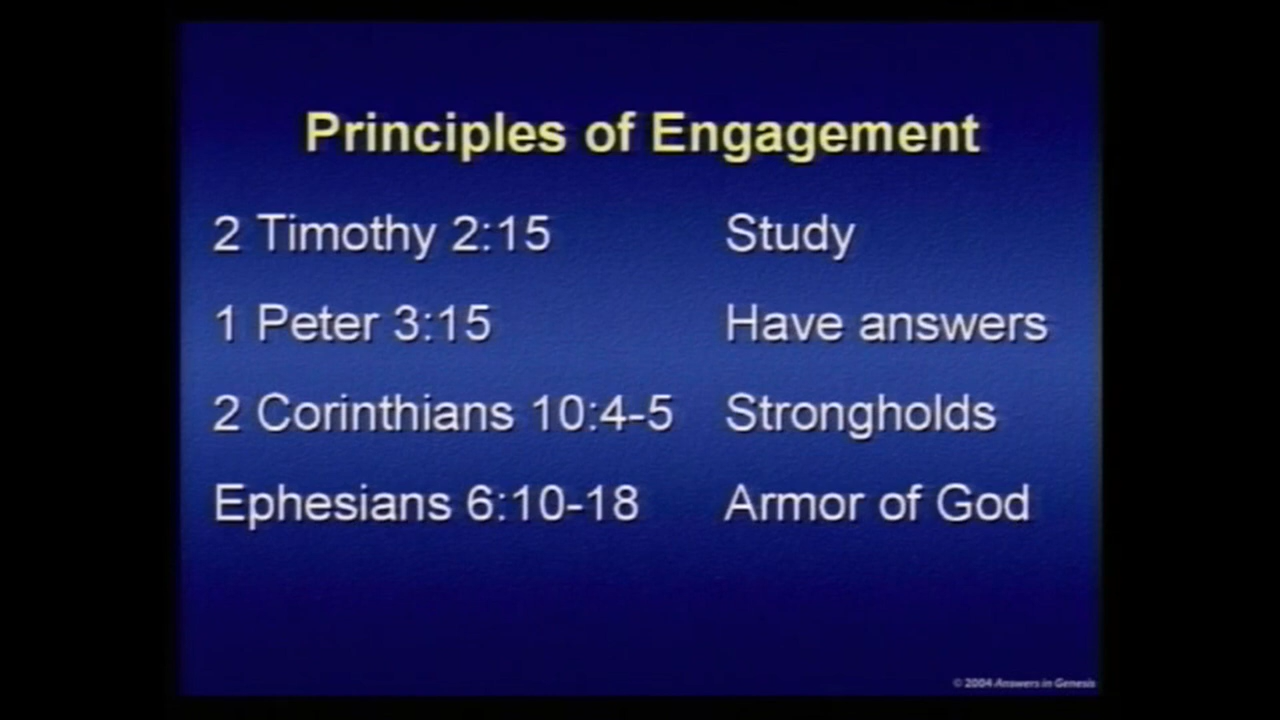 Principles of Engagement
2 Timothy 2:15 Study
1 Peter 3:15 Have answers
2 Corinthians 10:4-5 Strongholds
Ephesians 6:10-18 Armor of God
© 2004 Answers in Genesis